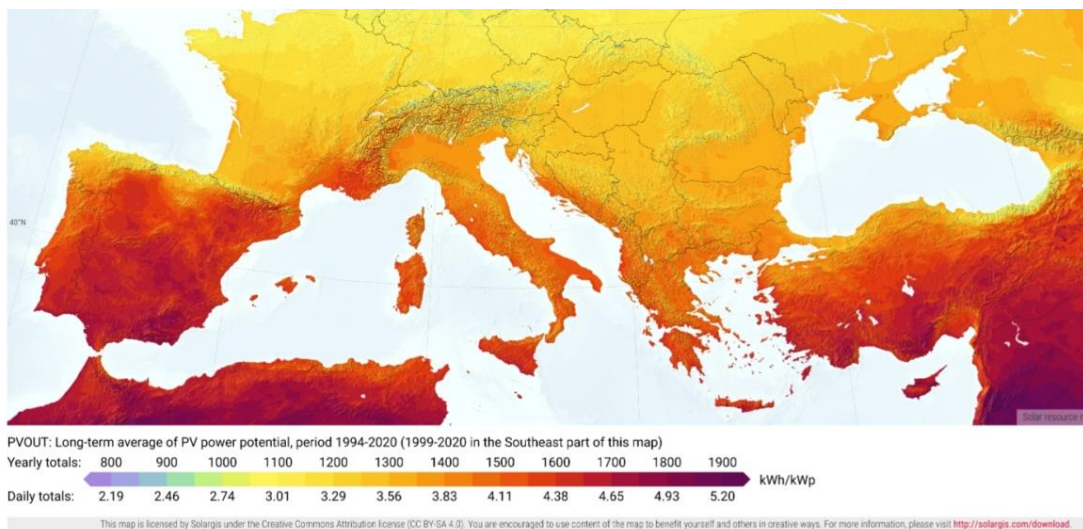 40°N
Solar resource
PVOUT: Long-term average of PV power potential, period 1994-2020 (1999-2020 in the Southeast part of this map)
Yearly totals: 800 900 1000 1100 1200 1300 1400 1500 1600 1700 1800 1900
kWh/kWp
Daily totals: 2.19 2.46 2.74 3.01 3.29 3.56 3.83 4.11 4.38 4.65 4.93 5.20
This map is licensed by Solargis under the Creative Commons Attribution license (CC BY-SA 4.0). You are encouraged to use content of the map to benefit yourself and others in creative ways. For more information, please visit http://solargis.com/download.